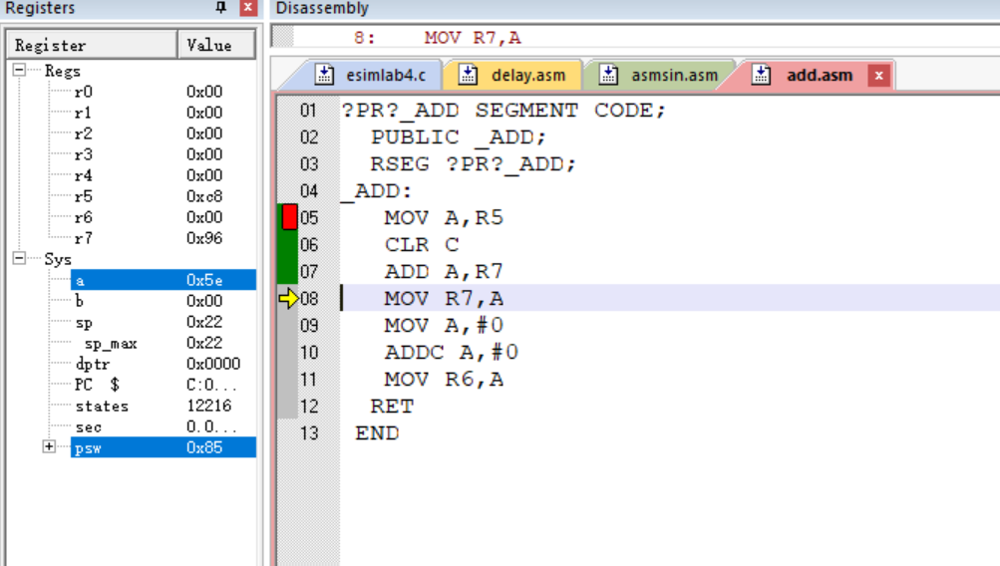 Registers
Register Value
Regs
r0 0x00
r1 0x00
r2 0x00
r3 0x00
r4 0x00
r5 0xc8
r6 0x00
r7 0x96
Sys
a 0x5e
b 0x00
sp 0x22
sp_max 0x22
dptr 0x0000
PC $ C:0...
states 12216
sec 0.0...
psw 0x85
Disassembly
8: MOV R7,A
esimlab4.c delay.asm asmsin.asm add.asm x
01 ?PR?_ADD SEGMENT CODE;
02 PUBLIC _ADD;
03 RSEG ?PR?_ADD;
04 _ADD:
05 MOV A,R5
06 CLR C
07 ADD A,R7
08 MOV R7,A
09 MOV A,#0
10 ADDC A,#0
11 MOV R6,A
12 RET
13 END